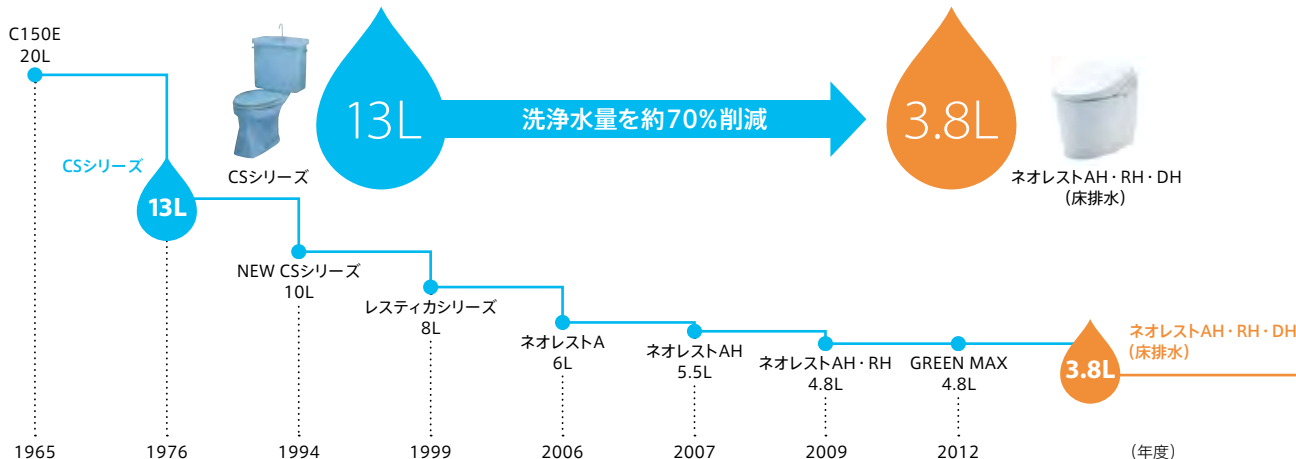 C150E
20L
CSシリーズ
13L
CSシリーズ
13L
洗浄水量を約70%削減
3.8L
ネオレストAH・RH・DH
(床排水)
NEW CSシリーズ
10L
レスティカシリーズ
8L
ネオレストA
6L
ネオレストAH
5.5L
ネオレストAH・RH
4.8L
GREEN MAX
4.8L
3.8L
ネオレストAH・RH・DH
(床排水)
1965 1976 1994 1999 2006 2007 2009 2012 (年度)